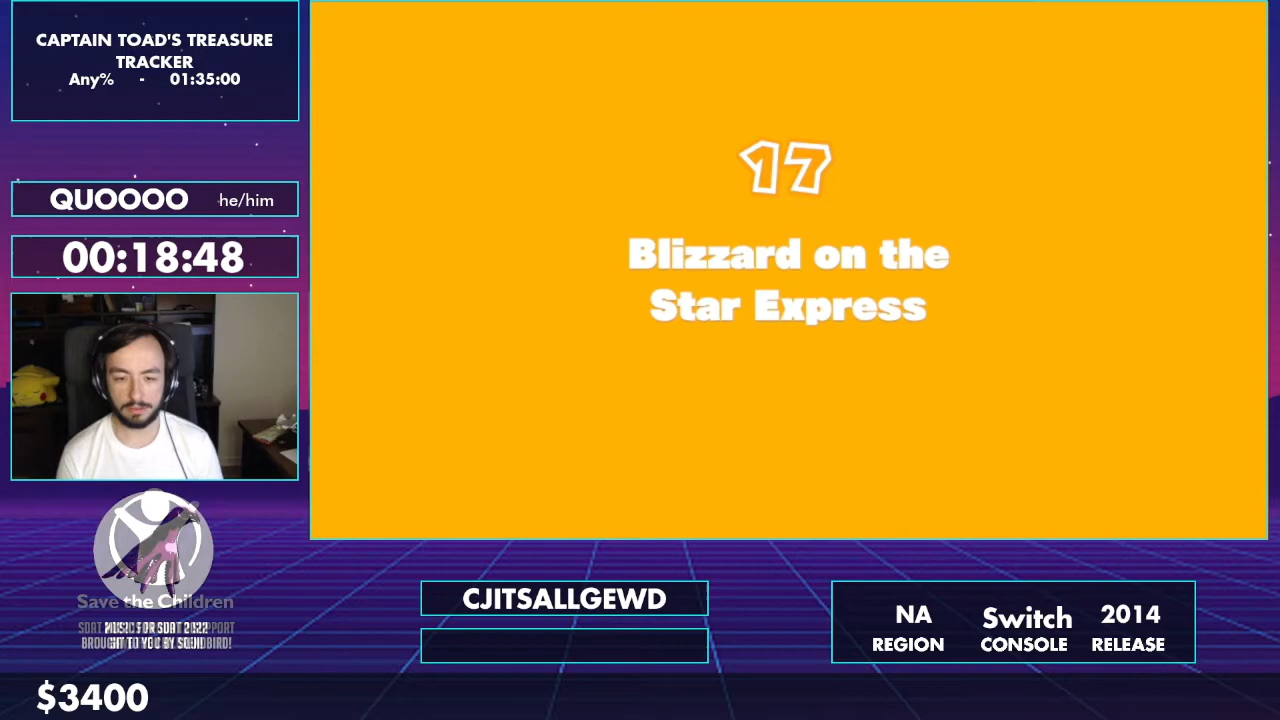 CAPTAIN TOAD'S TREASURE
TRACKER
Any% - 01:35:00
17
Blizzard on the
Star Express
QUOOOO he/him
00:18:48
Save the Children
CJITSALLGEWD
NA Switch 2014
REGION CONSOLE RELEASE
$3400